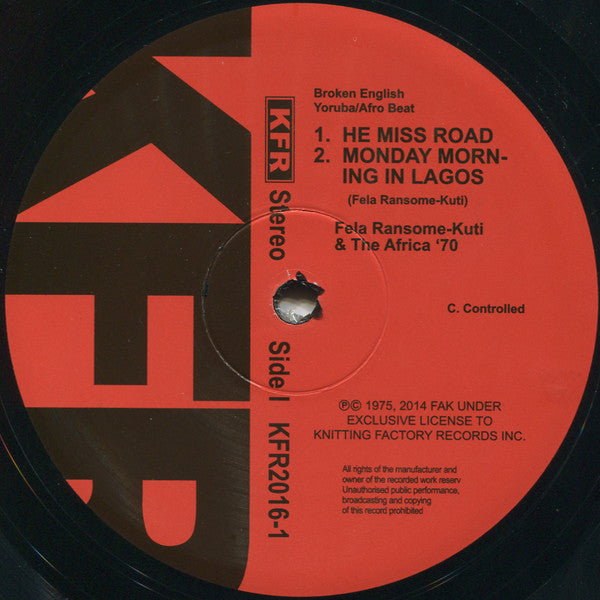 Broken English
Yoruba/Afro Beat
1. HE MISS ROAD
2. MONDAY MORN-
ING IN LAGOS
(Fela Ransome-Kuti)
Fela Ransome-Kuti
& The Africa ‘70
C. Controlled
℗© 1975, 2014 FAK UNDER
EXCLUSIVE LICENSE TO
KNITTING FACTORY RECORDS INC.
All rights of the manufacturer and
owner of the recorded work reserv
Unauthorised public performance,
broadcasting and copying
of this record prohibited
KFR Stereo Side I KFR2016-1
KFR